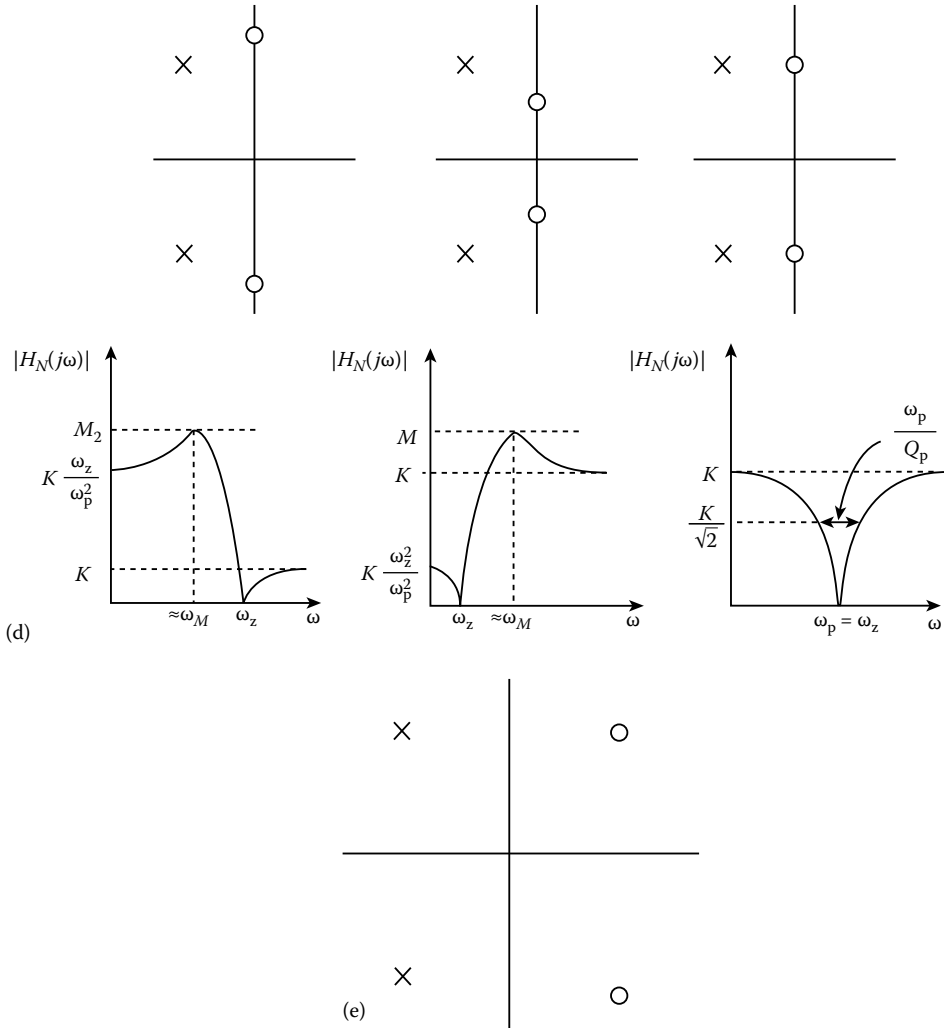 |H_N(jω)|
M_2
K ω_z/ω_p^2
K
≈ω_M
ω_z
ω
|H_N(jω)|
M
K
K ω_z^2/ω_p^2
ω_z
≈ω_M
ω
|H_N(jω)|
ω_p/Q_p
K
K/√2
ω_p = ω_z
ω
(d)
(e)